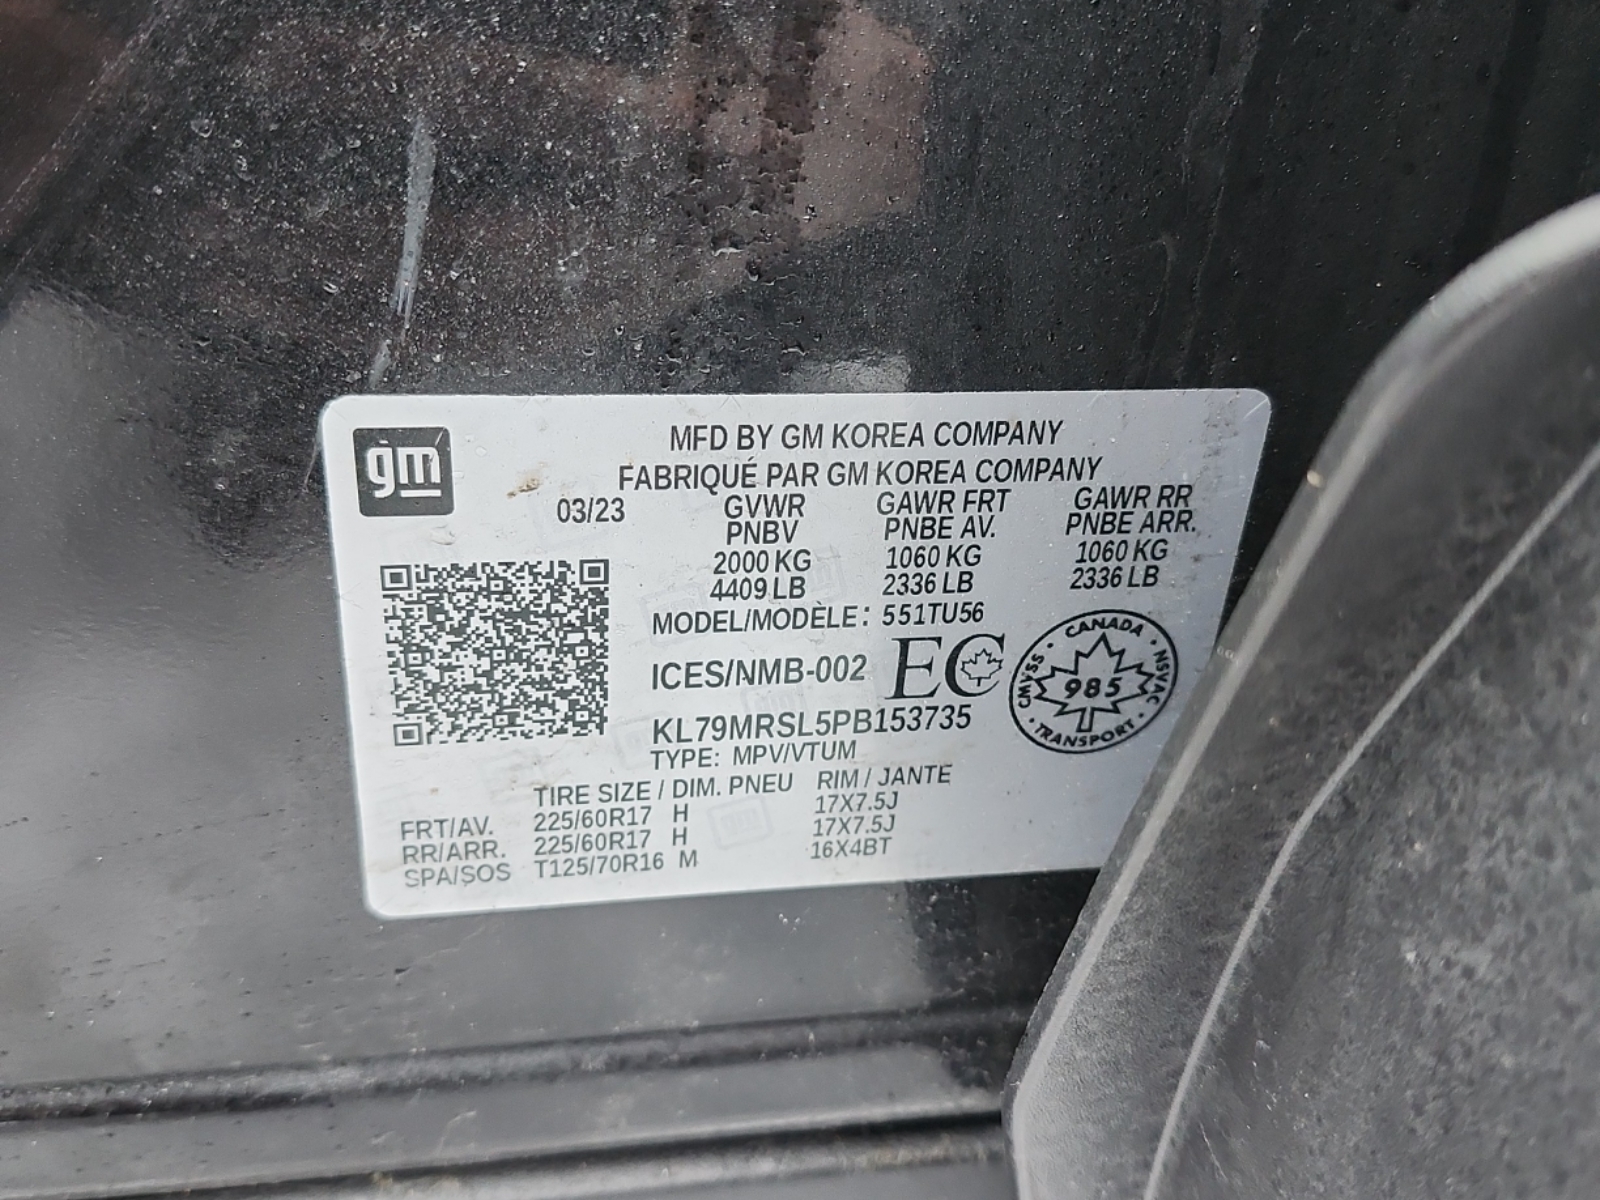 gm
MFD BY GM KOREA COMPANY
FABRIQUÉ PAR GM KOREA COMPANY
03/23 GVWR GAWR FRT GAWR RR
PNBV PNBE AV. PNBE ARR.
2000 KG 1060 KG 1060 KG
4409 LB 2336 LB 2336 LB
MODEL/MODÈLE: 551TU56
ICES/NMB-002 EC
CANADA
CMVSS 985 NSVAC
TRANSPORT
KL79MRSL5PB153735
TYPE: MPV/VTUM
TIRE SIZE / DIM. PNEU RIM / JANTE
FRT/AV. 225/60R17 H 17X7.5J
RR/ARR. 225/60R17 H 17X7.5J
SPA/SOS T125/70R16 M 16X4BT